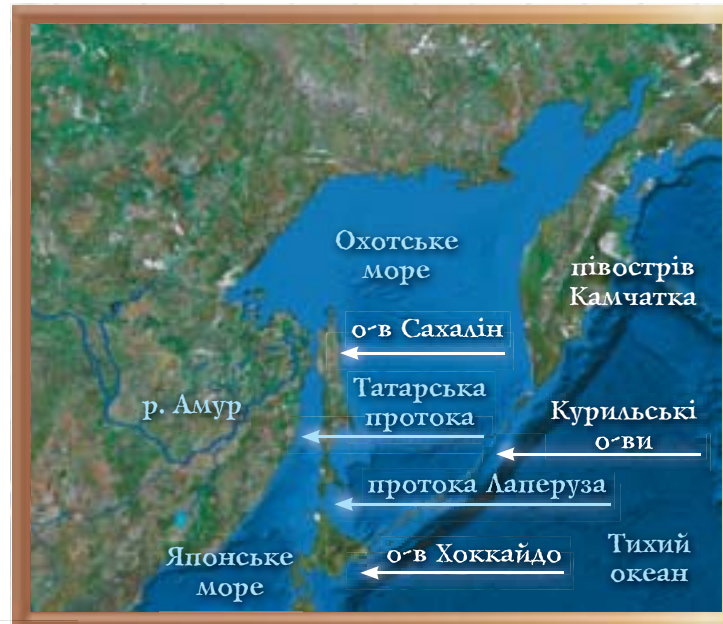 Охотське
море
півострів
Камчатка
о-в Сахалін
Татарська
протока
р. Амур
Курильські
о-ви
протока Лаперуза
Японське
море
о-в Хоккайдо
Тихий
океан